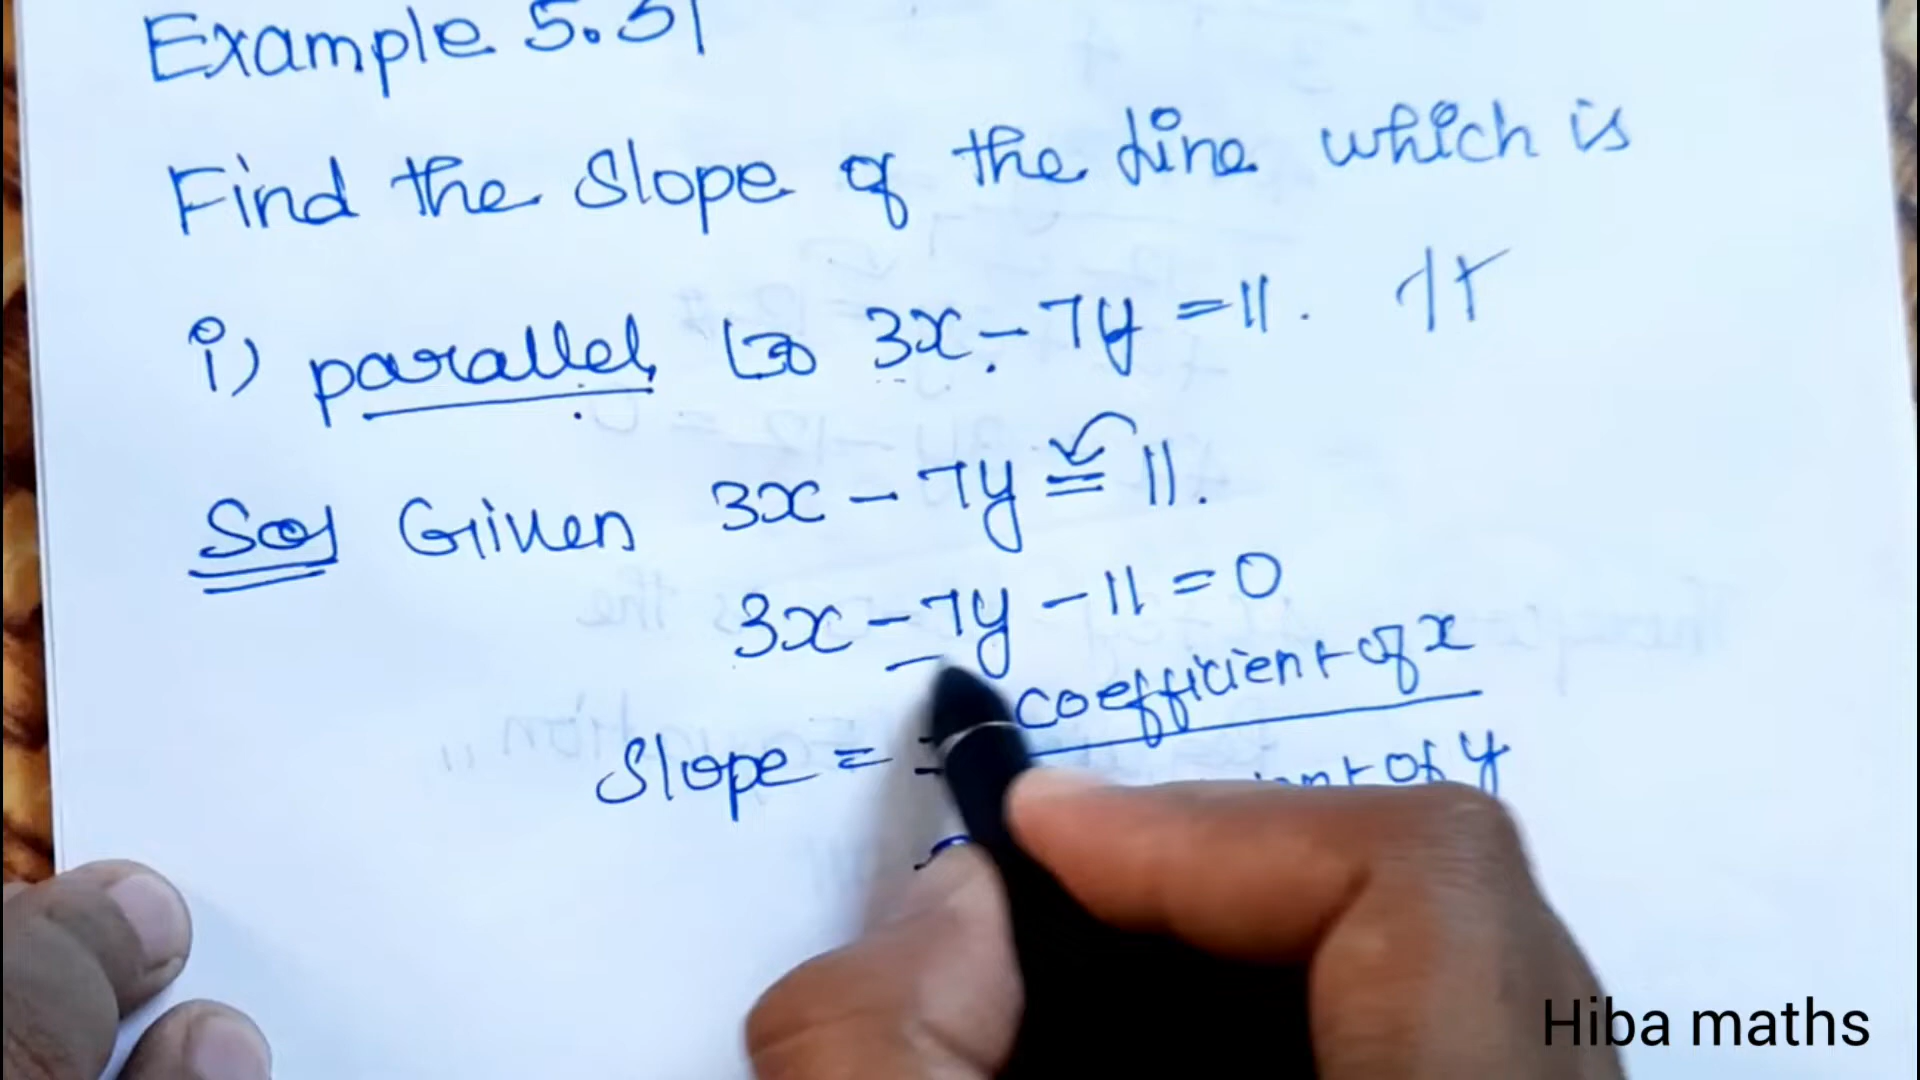 Example 5.31
Find the Slope of the line which is
i) parallel to 3x - 7y = 11.
Sol Given 3x - 7y = 11.
3x - 7y - 11 = 0
Slope = coefficient of x
of y
Hiba maths